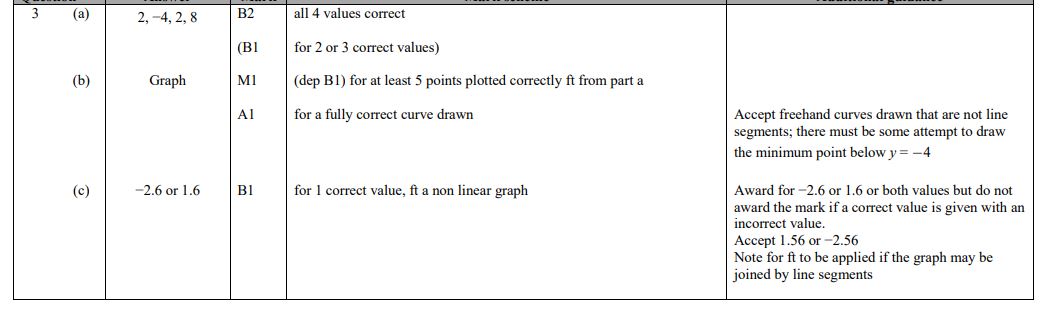 3 (a) 2, −4, 2, 8 B2 all 4 values correct
(B1 for 2 or 3 correct values)
(b) Graph M1 (dep B1) for at least 5 points plotted correctly ft from part a
A1 for a fully correct curve drawn Accept freehand curves drawn that are not line
segments; there must be some attempt to draw
the minimum point below y = −4
(c) −2.6 or 1.6 B1 for 1 correct value, ft a non linear graph Award for −2.6 or 1.6 or both values but do not
award the mark if a correct value is given with an
incorrect value.
Accept 1.56 or −2.56
Note for ft to be applied if the graph may be
joined by line segments